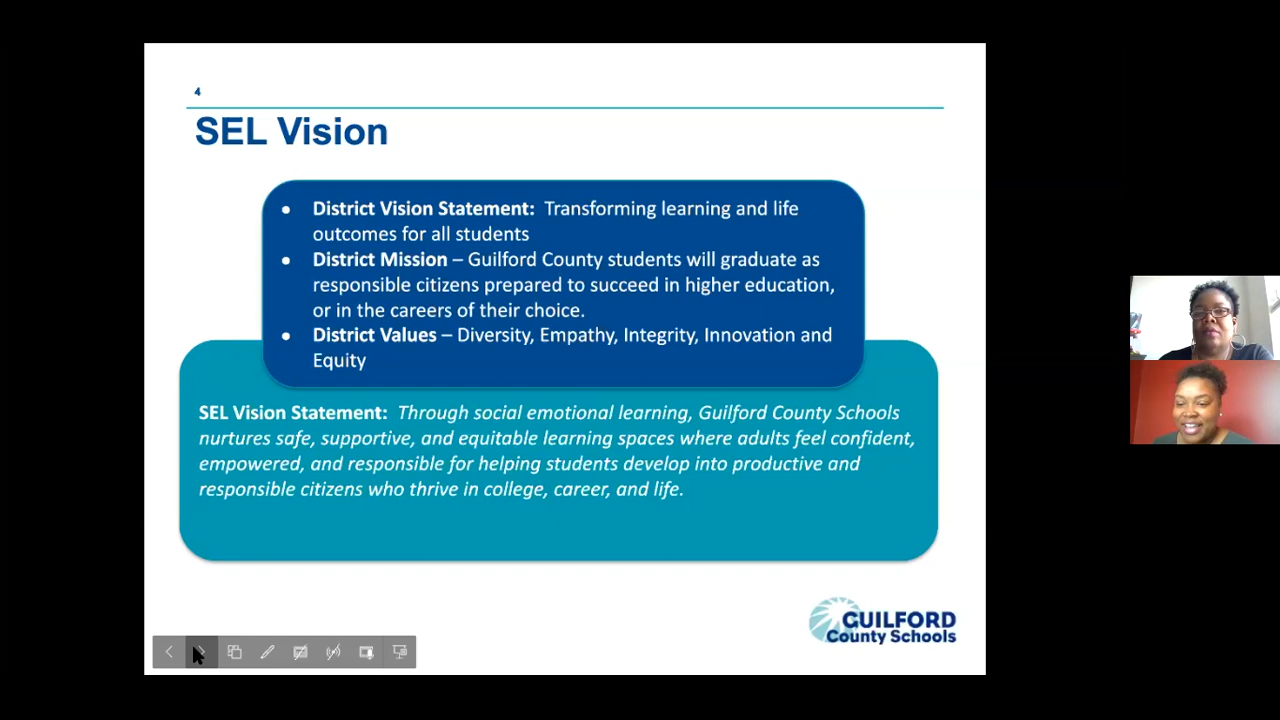 4
SEL Vision
● District Vision Statement:  Transforming learning and life
outcomes for all students
● District Mission – Guilford County students will graduate as
responsible citizens prepared to succeed in higher education,
or in the careers of their choice.
● District Values – Diversity, Empathy, Integrity, Innovation and
Equity
SEL Vision Statement:  Through social emotional learning, Guilford County Schools
nurtures safe, supportive, and equitable learning spaces where adults feel confident,
empowered, and responsible for helping students develop into productive and
responsible citizens who thrive in college, career, and life.
GUILFORD
County Schools